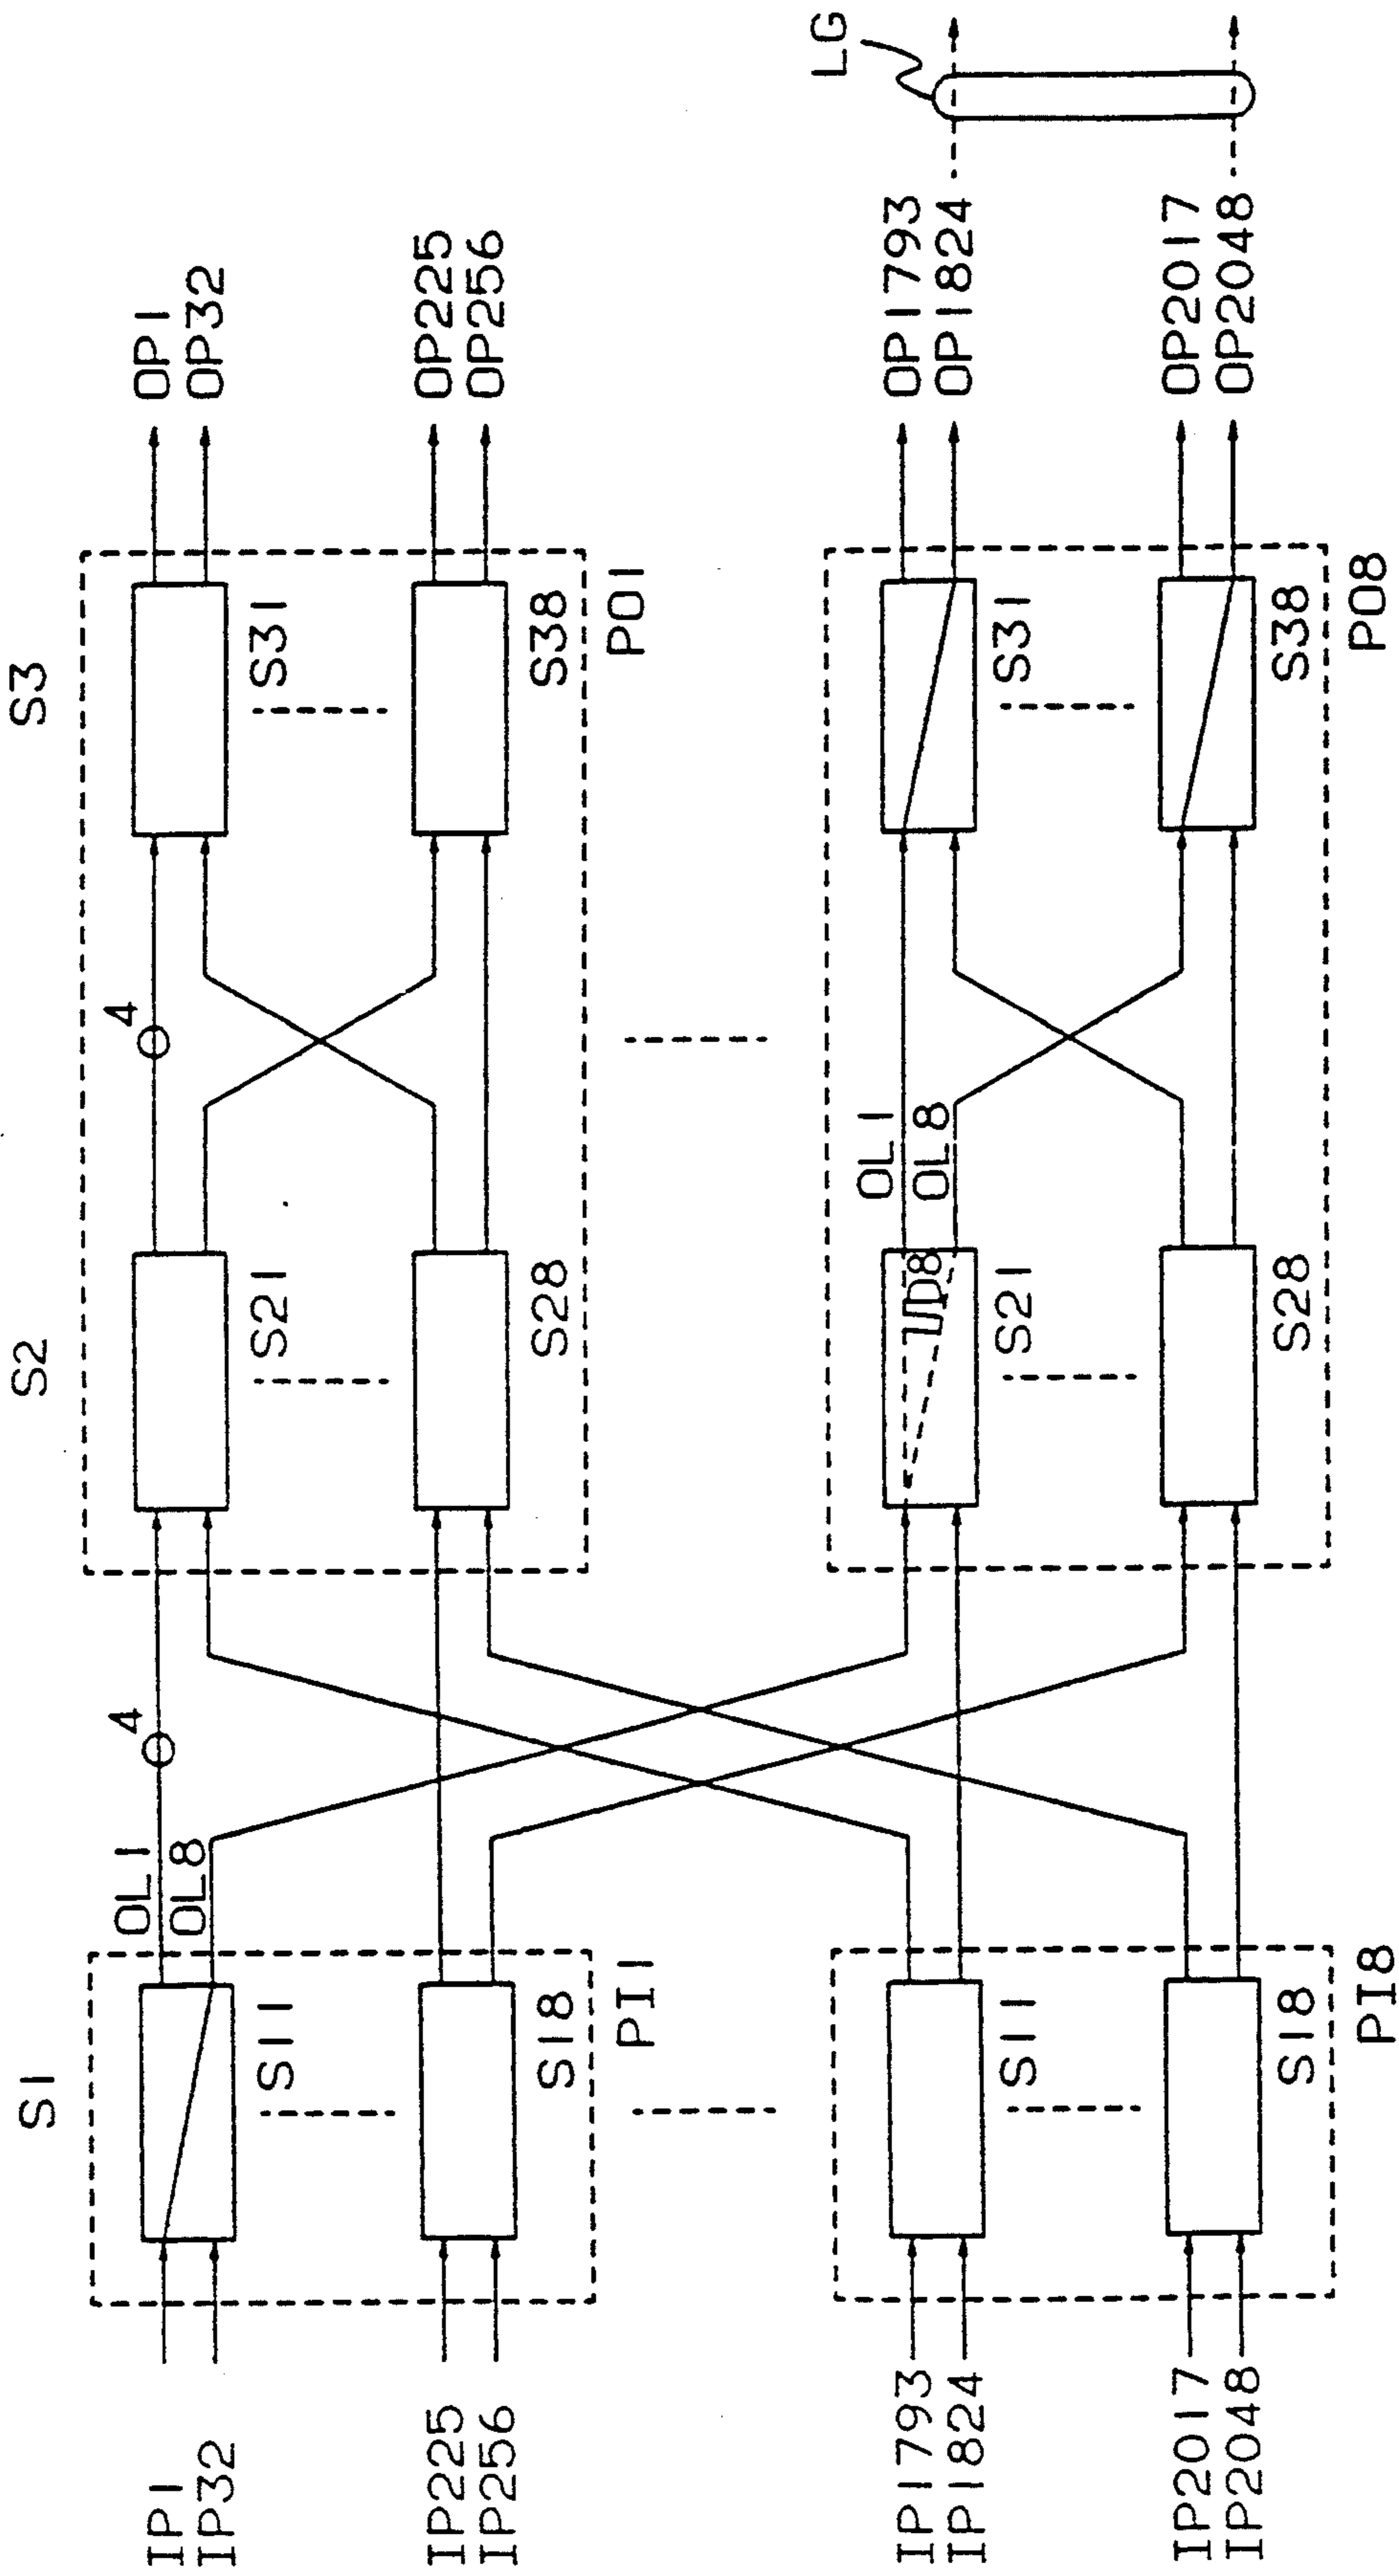 S1
S2
S3
IP1
IP32
OL1
OL8
4
4
OP1
OP32
S11
S21
S31
IP225
IP256
OP225
OP256
S18
S28
S38
PI1
PO1
LG
IP1793
IP1824
OL1
OL8
UD8
OP1793
OP1824
S11
S21
S31
IP2017
IP2048
OP2017
OP2048
S18
S28
S38
PI8
PO8